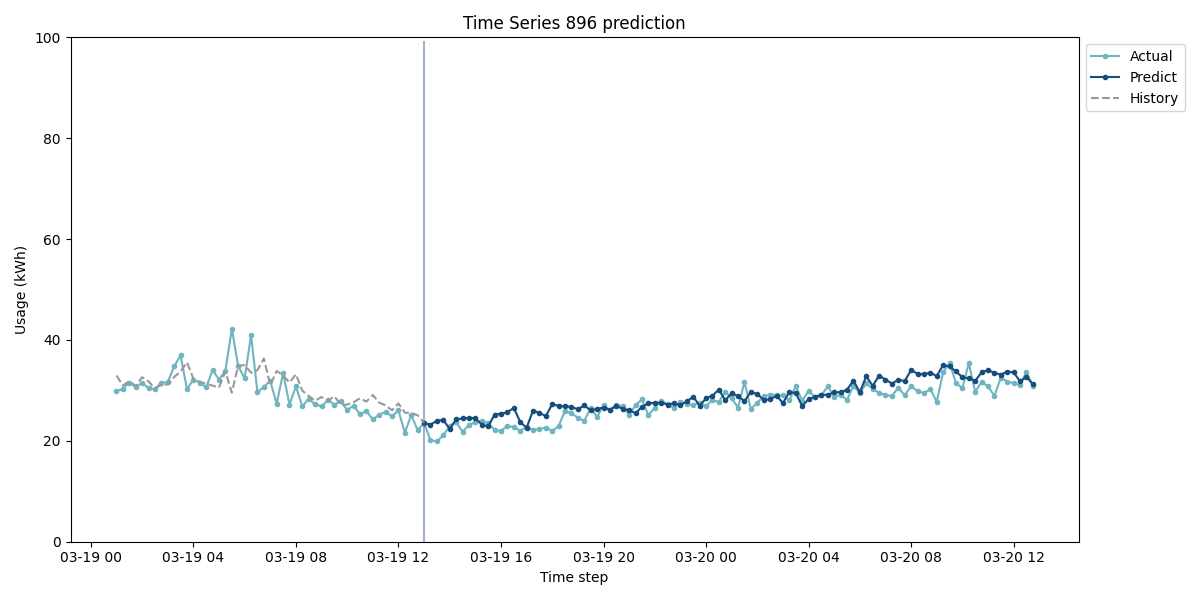 Time Series 896 prediction
100
80
60
40
20
0
Usage (kWh)
03-19 00 03-19 04 03-19 08 03-19 12 03-19 16 03-19 20 03-20 00 03-20 04 03-20 08 03-20 12
Time step
Actual
Predict
History